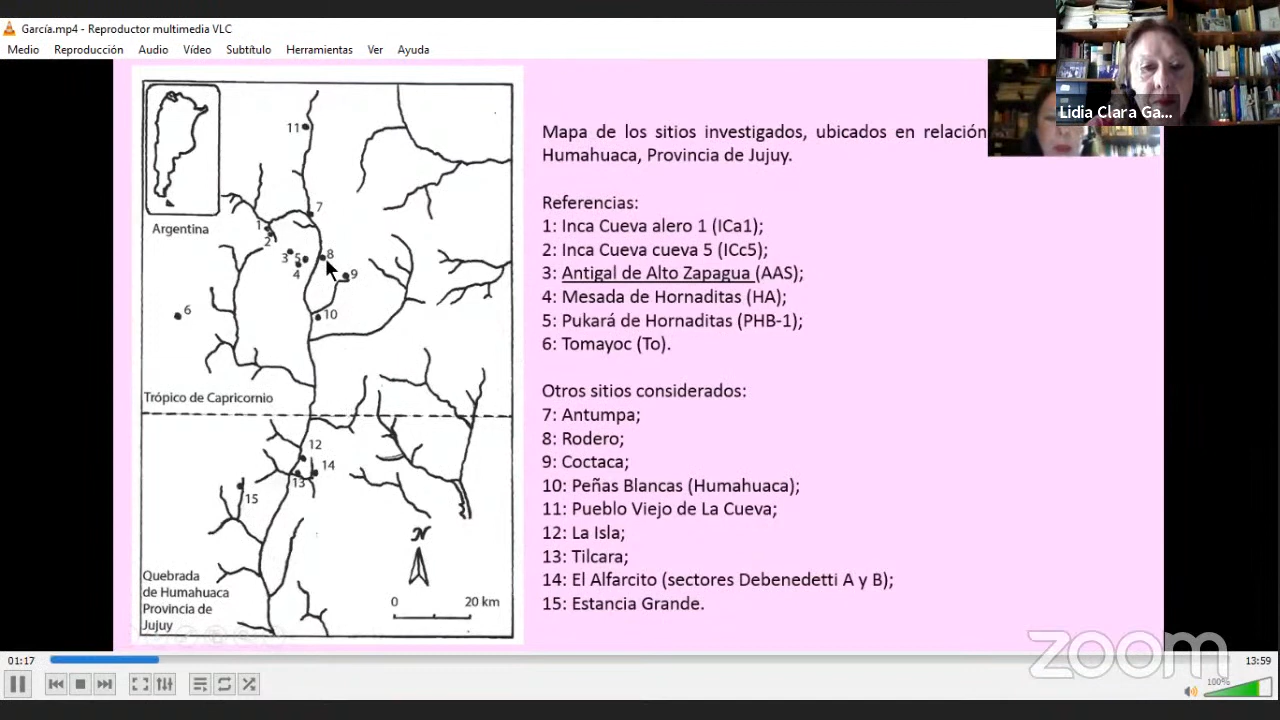 García.mp4 - Reproductor multimedia VLC
Medio Reproducción Audio Vídeo Subtítulo Herramientas Ver Ayuda
Lidia Clara Ga...
11
7
1
2
3 5
4
8
9
6
10
Argentina
Trópico de Capricornio
12
14
13
15
N
0 20 km
Quebrada
de Humahuaca
Provincia de
Jujuy
Mapa de los sitios investigados, ubicados en relación
Humahuaca, Provincia de Jujuy.
Referencias:
1: Inca Cueva alero 1 (ICa1);
2: Inca Cueva cueva 5 (ICc5);
3: Antigal de Alto Zapagua (AAS);
4: Mesada de Hornaditas (HA);
5: Pukará de Hornaditas (PHB-1);
6: Tomayoc (To).
Otros sitios considerados:
7: Antumpa;
8: Rodero;
9: Coctaca;
10: Peñas Blancas (Humahuaca);
11: Pueblo Viejo de La Cueva;
12: La Isla;
13: Tilcara;
14: El Alfarcito (sectores Debenedetti A y B);
15: Estancia Grande.
zoom
01:17 13:59
100%